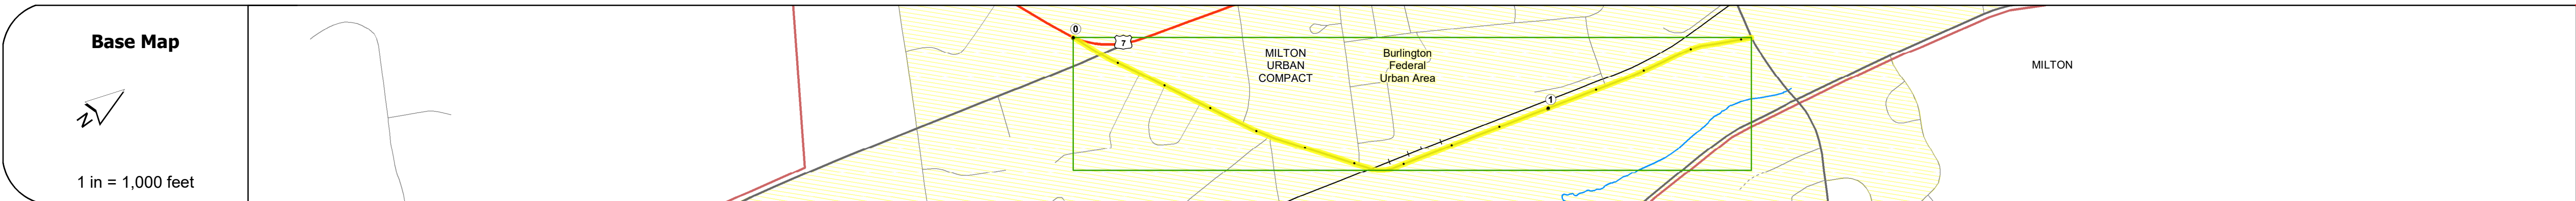 Base Map
N
1 in = 1,000 feet
0
7
MILTON
URBAN
COMPACT
Burlington
Federal
Urban Area
1
MILTON